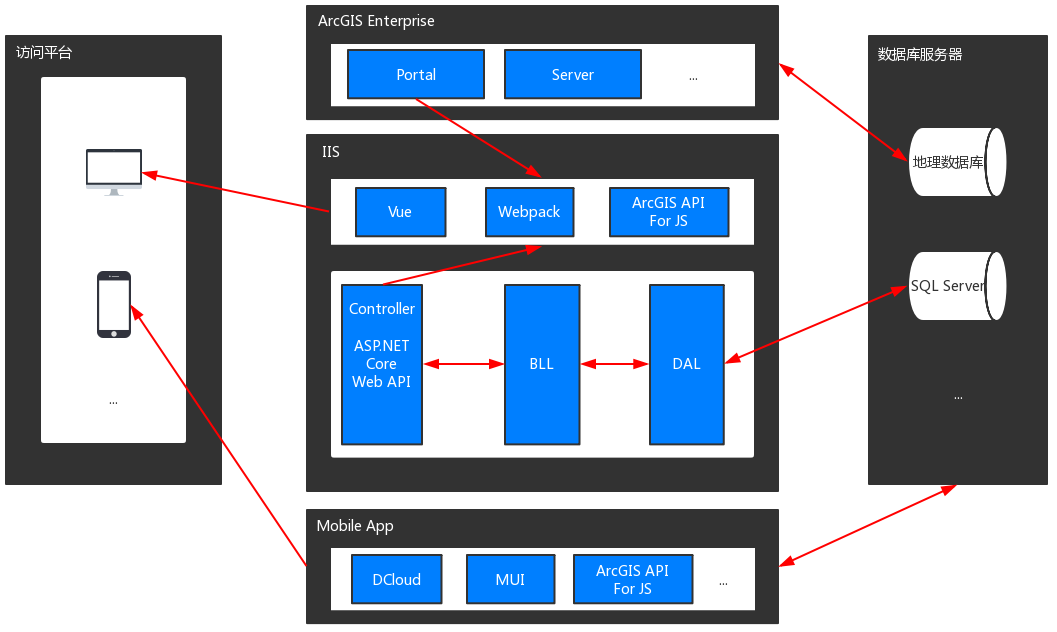 访问平台
...
ArcGIS Enterprise
Portal
Server
...
IIS
Vue
Webpack
ArcGIS API
For JS
Controller
ASP.NET
Core
Web API
BLL
DAL
Mobile App
DCloud
MUI
ArcGIS API
For JS
...
数据库服务器
地理数据库
SQL Server
...